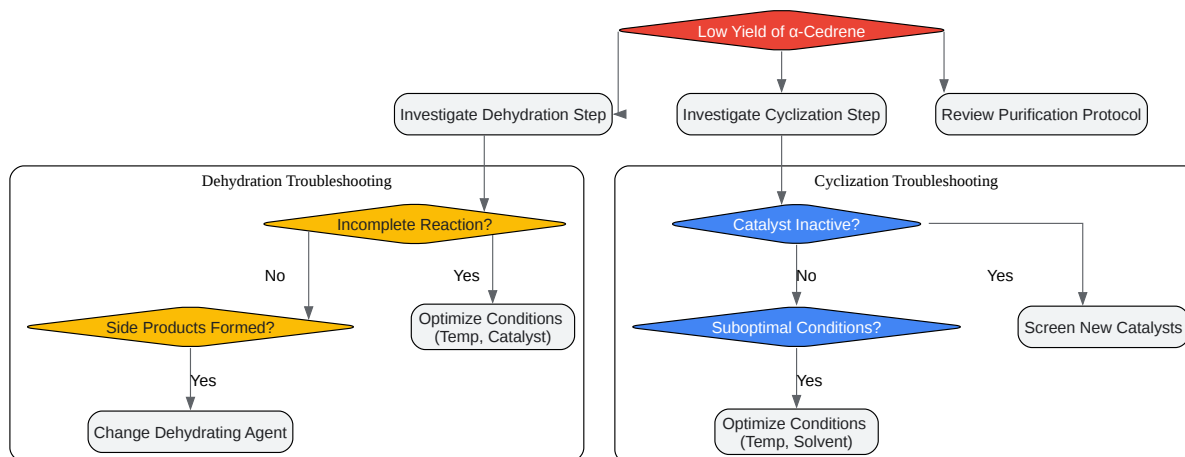 Low Yield of α-Cedrene
Investigate Dehydration Step
Investigate Cyclization Step
Review Purification Protocol
Dehydration Troubleshooting
Cyclization Troubleshooting
Incomplete Reaction?
Catalyst Inactive?
No
Yes
No
Yes
Side Products Formed?
Optimize Conditions
(Temp, Catalyst)
Suboptimal Conditions?
Screen New Catalysts
Yes
Yes
Change Dehydrating Agent
Optimize Conditions
(Temp, Solvent)